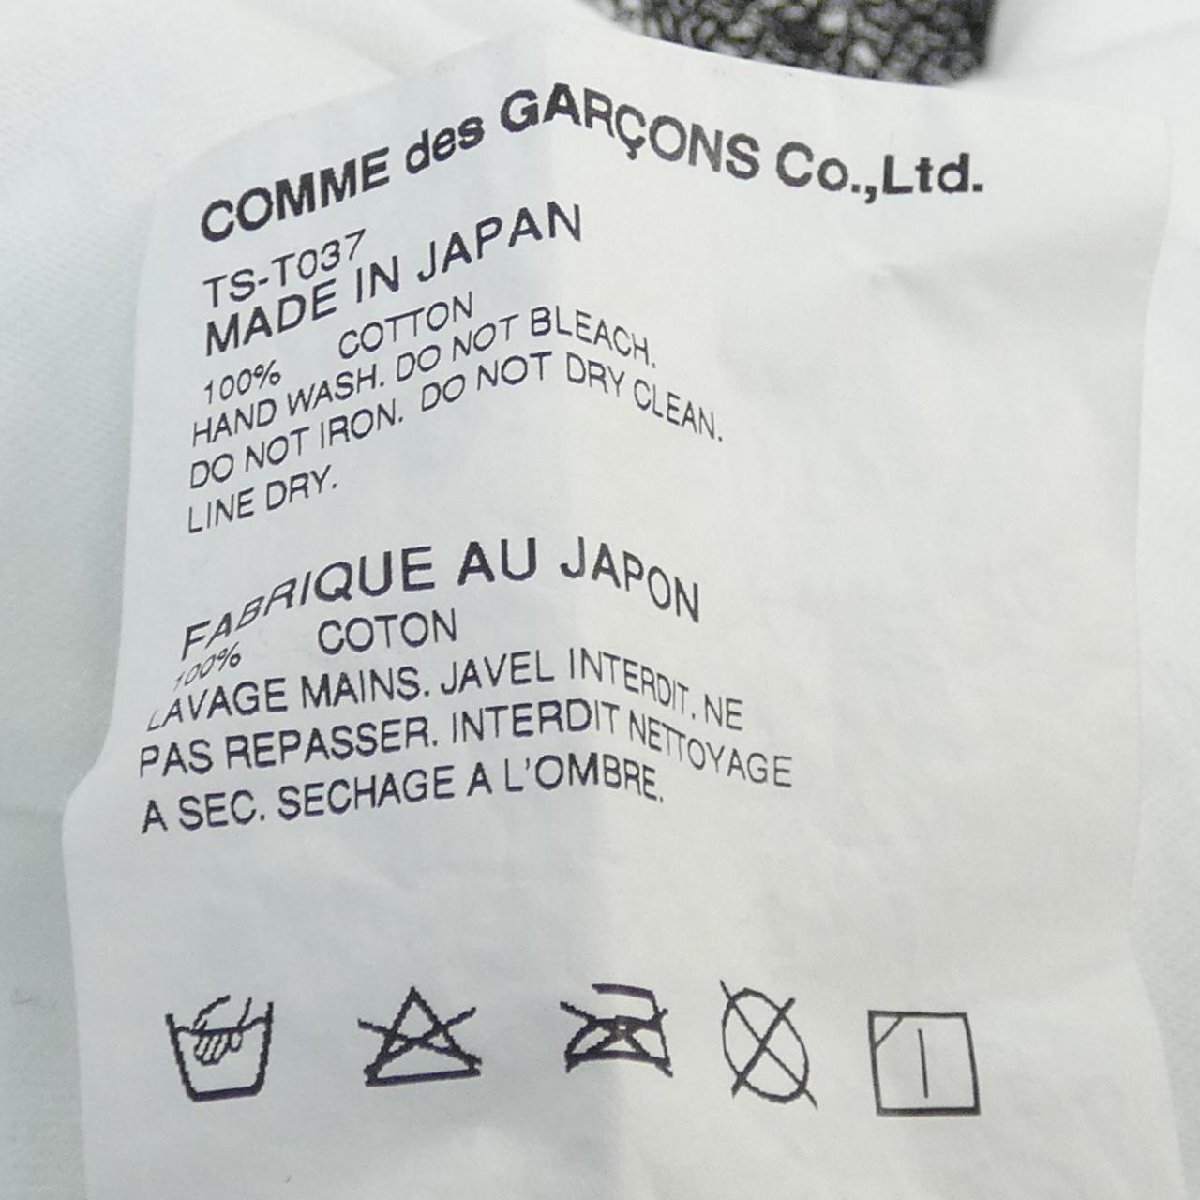 COMME des GARÇONS Co.,Ltd.
TS-T037
MADE IN JAPAN
100% COTTON
HAND WASH. DO NOT BLEACH.
DO NOT IRON. DO NOT DRY CLEAN.
LINE DRY.
FABRIQUE AU JAPON
100% COTON
LAVAGE MAINS. JAVEL INTERDIT. NE
PAS REPASSER. INTERDIT NETTOYAGE
A SEC. SECHAGE A L'OMBRE.